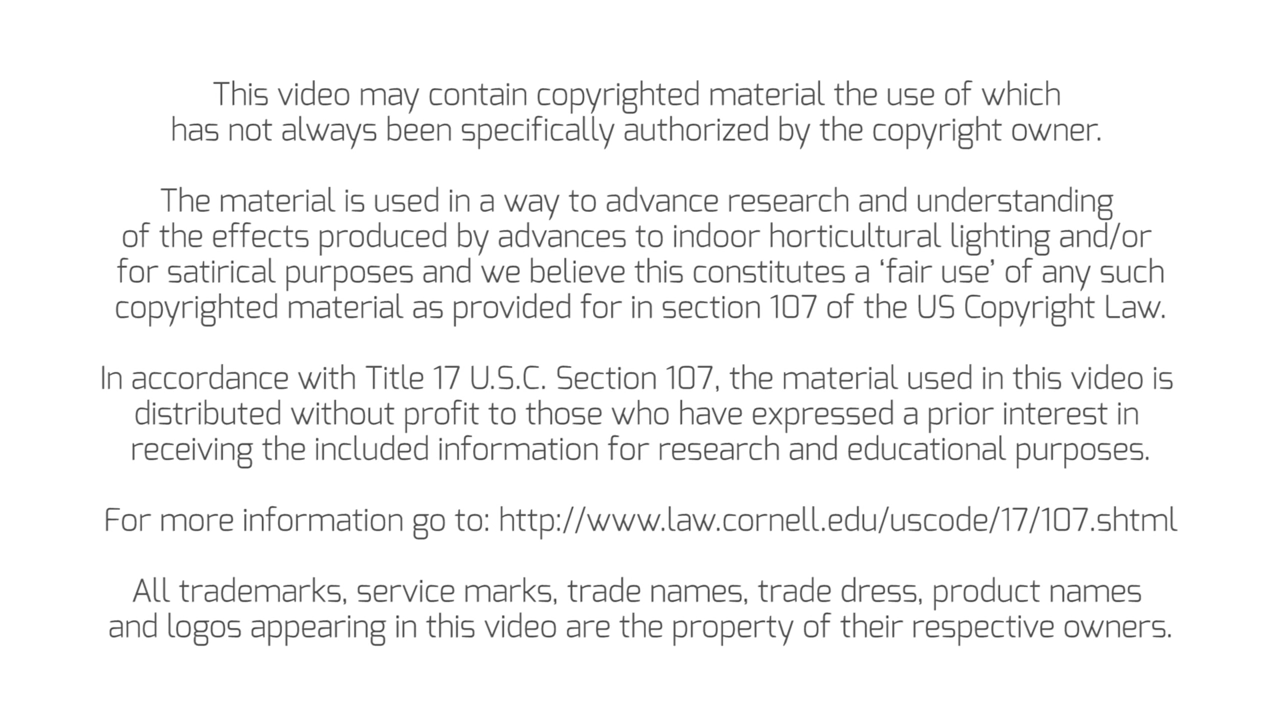 This video may contain copyrighted material the use of which
has not always been specifically authorized by the copyright owner.
The material is used in a way to advance research and understanding
of the effects produced by advances to indoor horticultural lighting and/or
for satirical purposes and we believe this constitutes a ‘fair use’ of any such
copyrighted material as provided for in section 107 of the US Copyright Law.
In accordance with Title 17 U.S.C. Section 107, the material used in this video is
distributed without profit to those who have expressed a prior interest in
receiving the included information for research and educational purposes.
For more information go to: http://www.law.cornell.edu/uscode/17/107.shtml
All trademarks, service marks, trade names, trade dress, product names
and logos appearing in this video are the property of their respective owners.